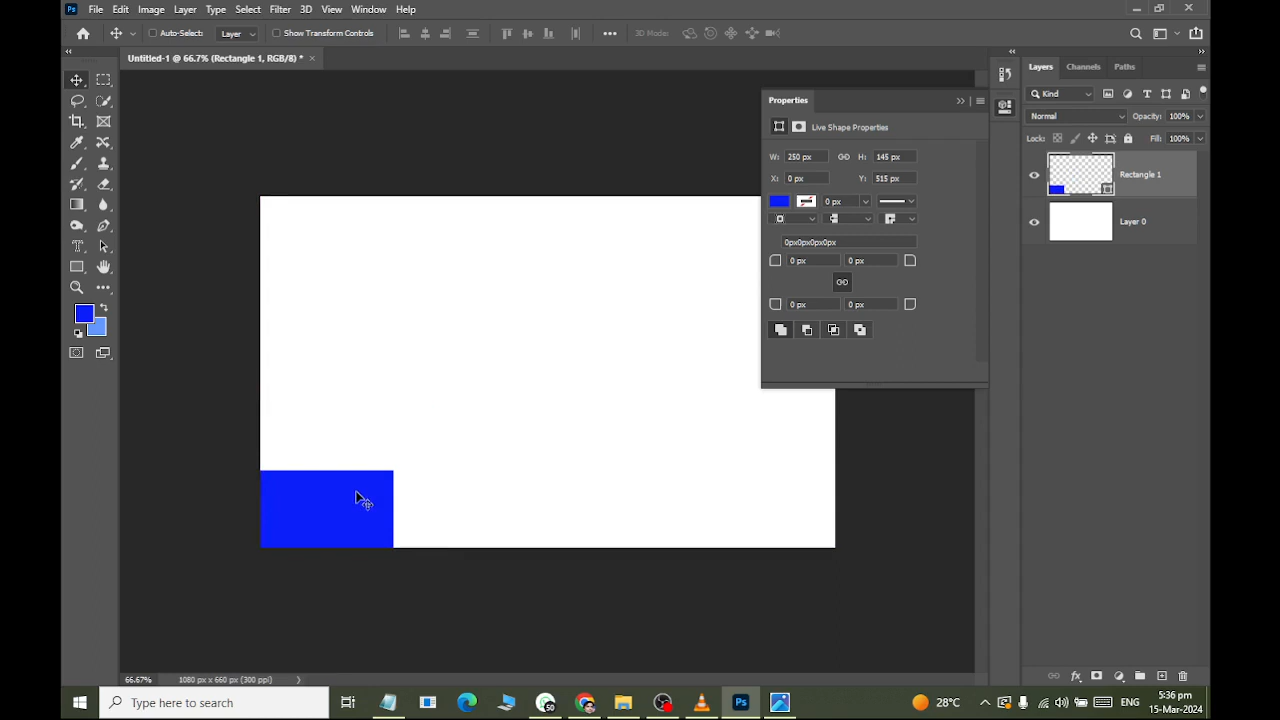 File Edit Image Layer Type Select Filter 3D View Window Help
Auto-Select: Layer Show Transform Controls 3D Mode:
Untitled-1 @ 66.7% (Rectangle 1, RGB/8) *
Properties
Live Shape Properties
W: 250 px H: 145 px
X: 0 px Y: 515 px
0 px
0px0px0px0px
0 px 0 px
0 px 0 px
Layers Channels Paths
Kind
Normal Opacity: 100%
Lock: Fill: 100%
Rectangle 1
Layer 0
66.67% 1080 px x 660 px (300 ppi)
Type here to search
50
Ps
28°C
ENG
5:36 pm
15-Mar-2024